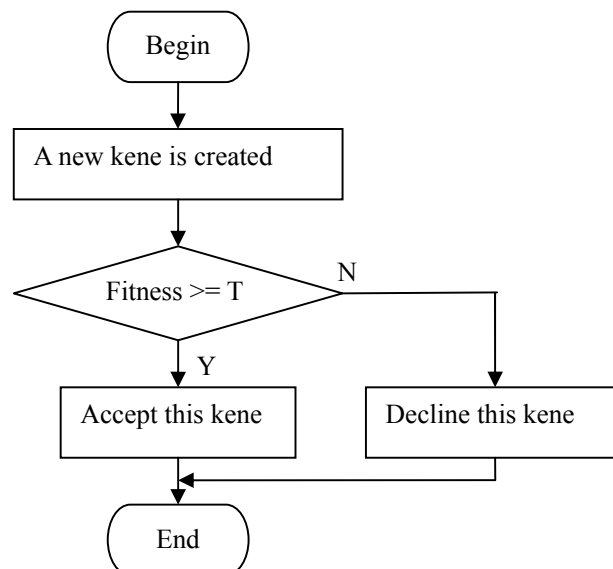 Begin
A new kene is created
Fitness >= T
N
Y
Accept this kene
Decline this kene
End